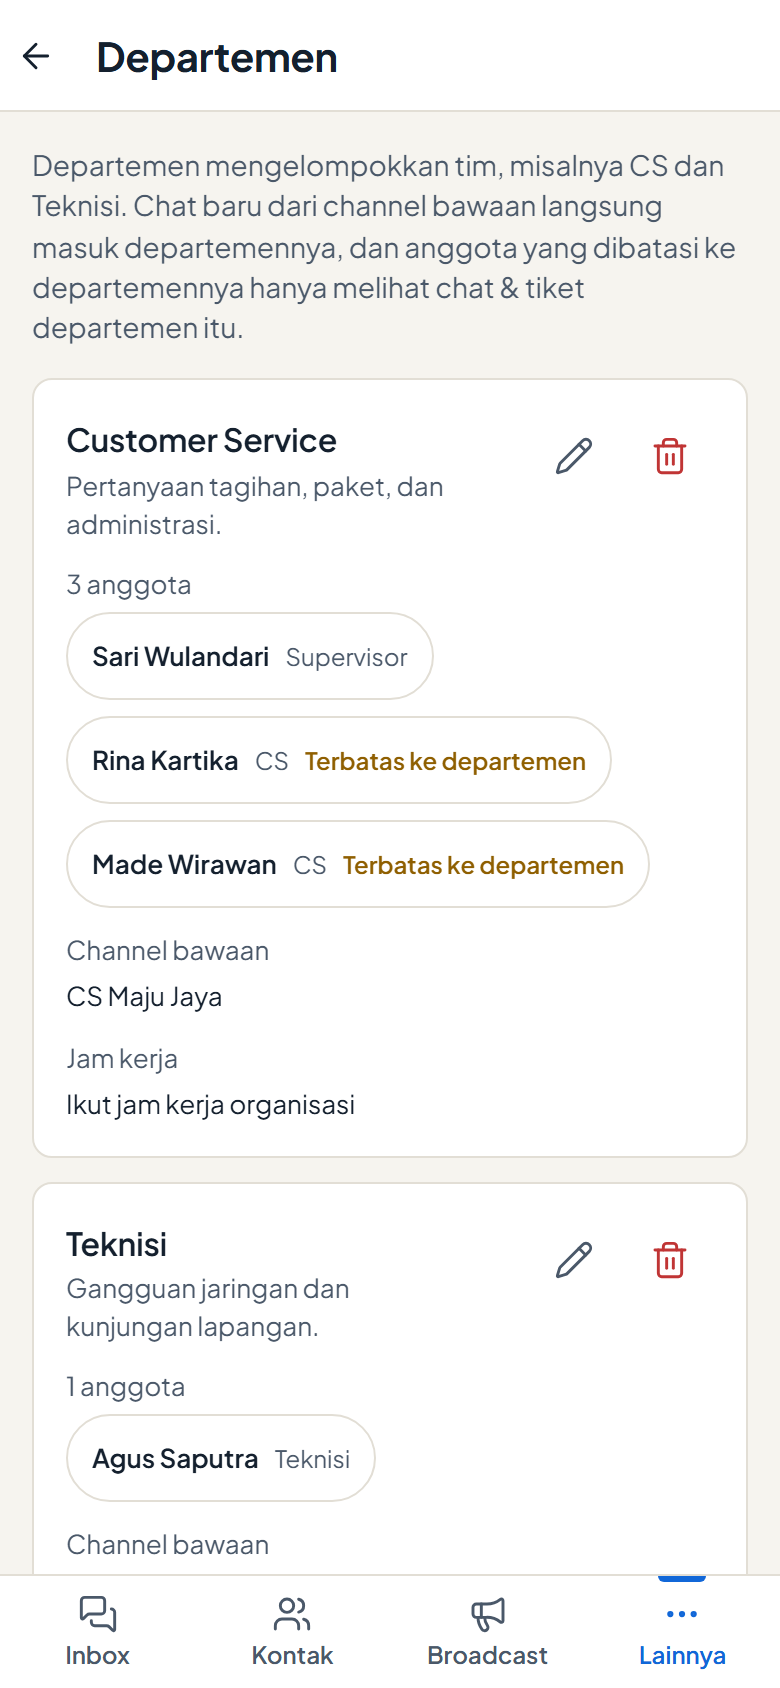 Departemen
Departemen mengelompokkan tim, misalnya CS dan
Teknisi. Chat baru dari channel bawaan langsung
masuk departemennya, dan anggota yang dibatasi ke
departemennya hanya melihat chat & tiket
departemen itu.
Customer Service
Pertanyaan tagihan, paket, dan
administrasi.
3 anggota
Sari Wulandari Supervisor
Rina Kartika CS Terbatas ke departemen
Made Wirawan CS Terbatas ke departemen
Channel bawaan
CS Maju Jaya
Jam kerja
Ikut jam kerja organisasi
Teknisi
Gangguan jaringan dan
kunjungan lapangan.
1 anggota
Agus Saputra Teknisi
Channel bawaan
Inbox Kontak Broadcast Lainnya